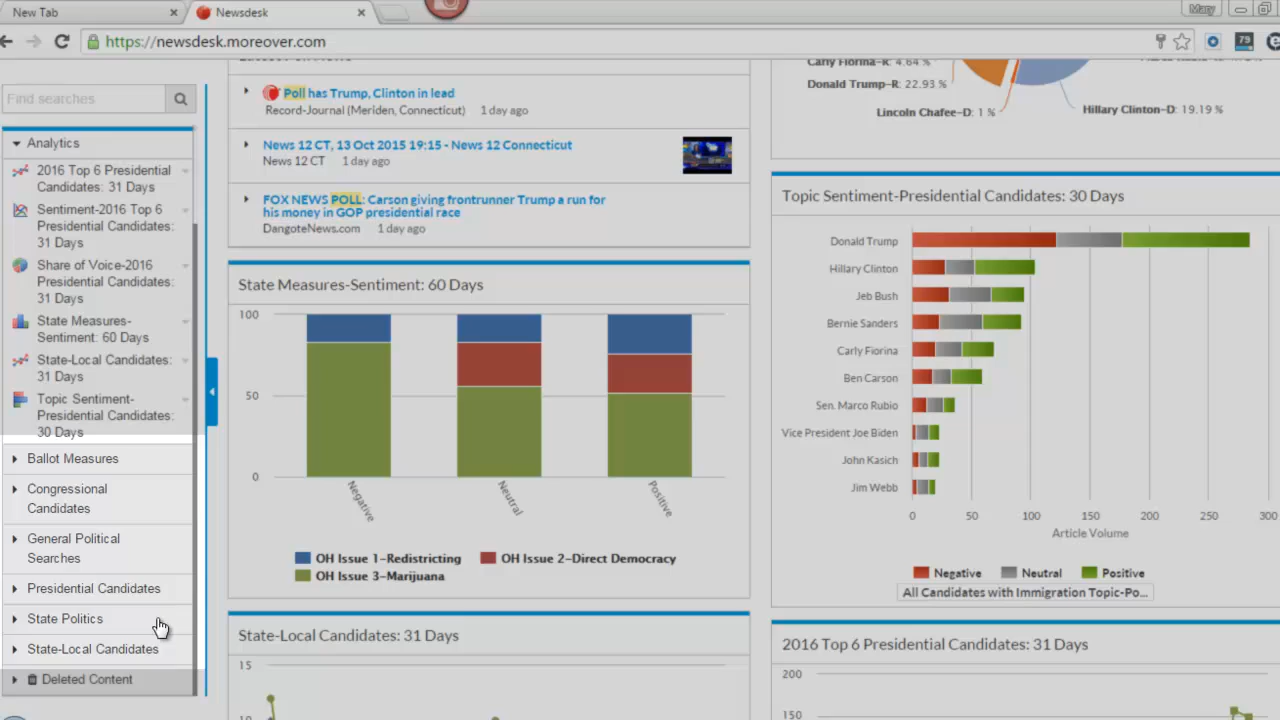 New Tab
Newsdesk
Mary
https://newsdesk.moreover.com
79
Find searches
Analytics
2016 Top 6 Presidential
Candidates: 31 Days
Sentiment-2016 Top 6
Presidential Candidates:
31 Days
Share of Voice-2016
Presidential Candidates:
31 Days
State Measures-
Sentiment: 60 Days
State-Local Candidates:
31 Days
Topic Sentiment-
Presidential Candidates:
30 Days
Ballot Measures
Congressional
Candidates
General Political
Searches
Presidential Candidates
State Politics
State-Local Candidates
Deleted Content
Poll has Trump, Clinton in lead
Record-Journal (Meriden, Connecticut) 1 day ago
News 12 CT, 13 Oct 2015 19:15 - News 12 Connecticut
News 12 CT 1 day ago
FOX NEWS POLL: Carson giving frontrunner Trump a run for
his money in GOP presidential race
DangoteNews.com 1 day ago
State Measures-Sentiment: 60 Days
100
50
0
Negative
Neutral
Positive
OH Issue 1-Redistricting
OH Issue 2-Direct Democracy
OH Issue 3-Marijuana
State-Local Candidates: 31 Days
15
10
Carly Fiorina-R: 4.64 %
Donald Trump-R: 22.93 %
Lincoln Chafee-D: 1 %
Hillary Clinton-D: 19.19 %
Topic Sentiment-Presidential Candidates: 30 Days
Donald Trump
Hillary Clinton
Jeb Bush
Bernie Sanders
Carly Fiorina
Ben Carson
Sen. Marco Rubio
Vice President Joe Biden
John Kasich
Jim Webb
0 50 100 150 200 250 300
Article Volume
Negative Neutral Positive
All Candidates with Immigration Topic-Po...
2016 Top 6 Presidential Candidates: 31 Days
200
150